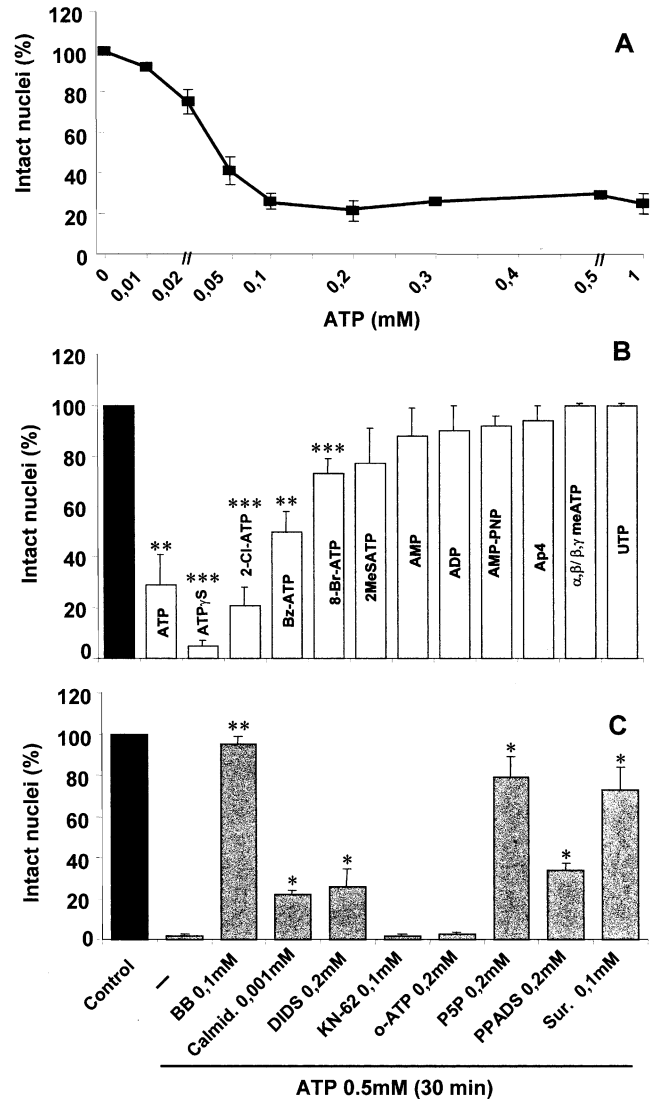 A
Intact nuclei (%)
120
100
80
60
40
20
0
0
0,01
0,02
//
0,05
0,1
0,2
0,3
0,4
0,5
//
1
ATP (mM)
B
Intact nuclei (%)
120
100
80
60
40
20
0
**
ATP
***
ATPγS
***
2-Cl-ATP
**
Bz-ATP
***
8-Br-ATP
2MeSATP
AMP
ADP
AMP-PNP
Ap4
α,β/ β,γ meATP
UTP
C
Intact nuclei (%)
120
100
80
60
40
20
0
**
*
*
*
*
*
Control
–
BB 0,1mM
Calmid. 0,001mM
DIDS 0,2mM
KN-62 0,1mM
o-ATP 0,2mM
P5P 0,2mM
PPADS 0,2mM
Sur. 0,1mM
ATP 0.5mM (30 min)